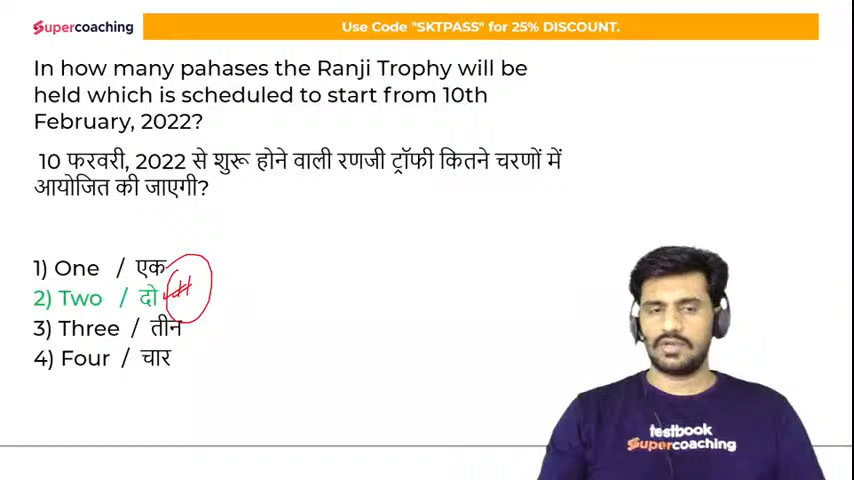 Supercoaching
Use Code "SKTPASS" for 25% DISCOUNT.
In how many pahases the Ranji Trophy will be
held which is scheduled to start from 10th
February, 2022?
10 फरवरी, 2022 से शुरू होने वाली रणजी ट्रॉफी कितने चरणों में
आयोजित की जाएगी?
1) One / एक
2) Two / दो
3) Three / तीन
4) Four / चार
testbook
Supercoaching